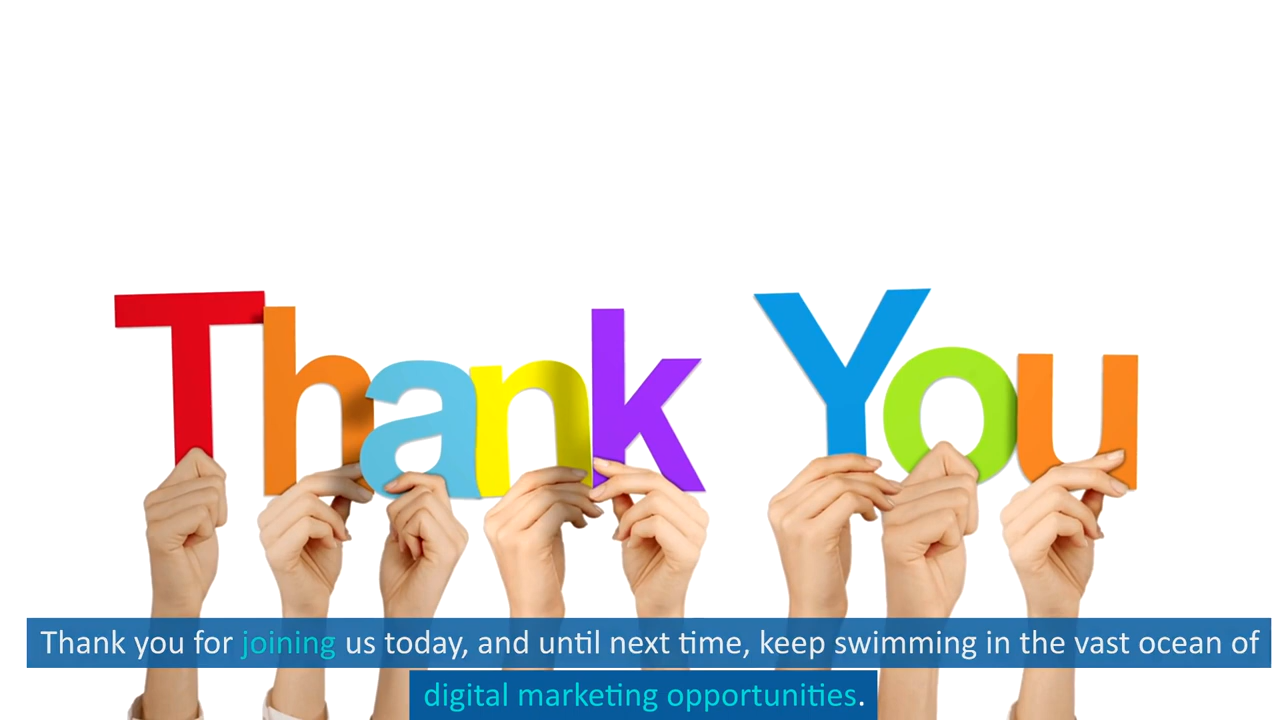 Thank You
Thank you for joining us today, and until next time, keep swimming in the vast ocean of
digital marketing opportunities.